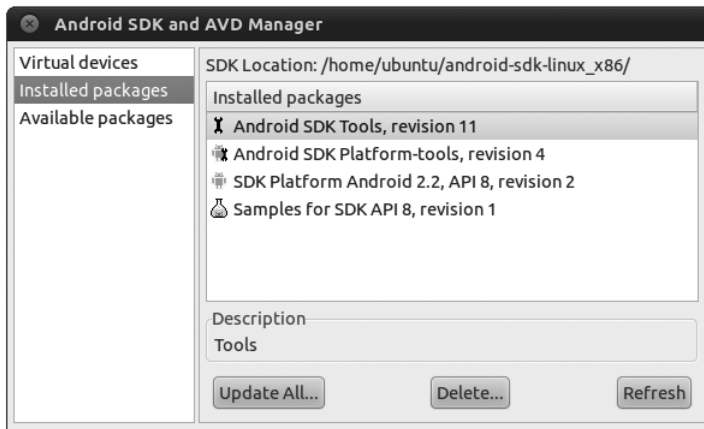 Android SDK and AVD Manager
Virtual devices
Installed packages
Available packages
SDK Location: /home/ubuntu/android-sdk-linux_x86/
Installed packages
Android SDK Tools, revision 11
Android SDK Platform-tools, revision 4
SDK Platform Android 2.2, API 8, revision 2
Samples for SDK API 8, revision 1
Description
Tools
Update All...
Delete...
Refresh